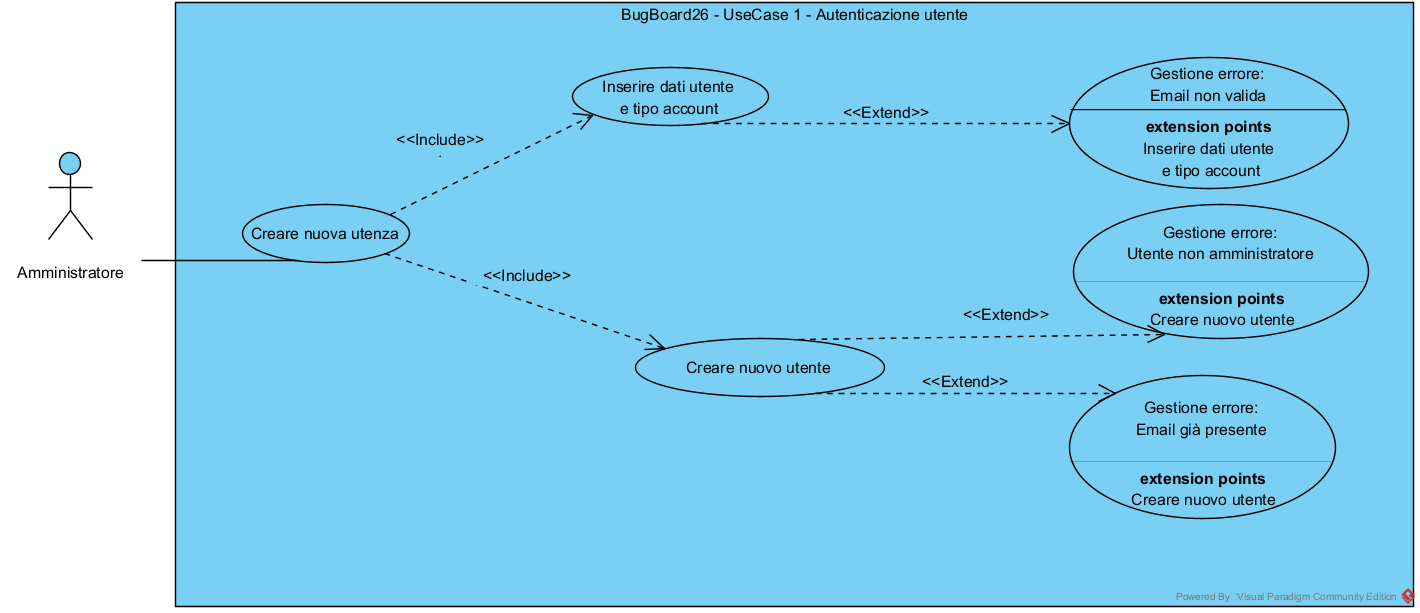 BugBoard26 - UseCase 1 - Autenticazione utente
Amministratore
Creare nuova utenza
<<Include>>
Inserire dati utente
e tipo account
<<Extend>>
Gestione errore:
Email non valida
extension points
Inserire dati utente
e tipo account
<<Include>>
Creare nuovo utente
<<Extend>>
Gestione errore:
Utente non amministratore
extension points
Creare nuovo utente
<<Extend>>
Gestione errore:
Email già presente
extension points
Creare nuovo utente
Powered By Visual Paradigm Community Edition